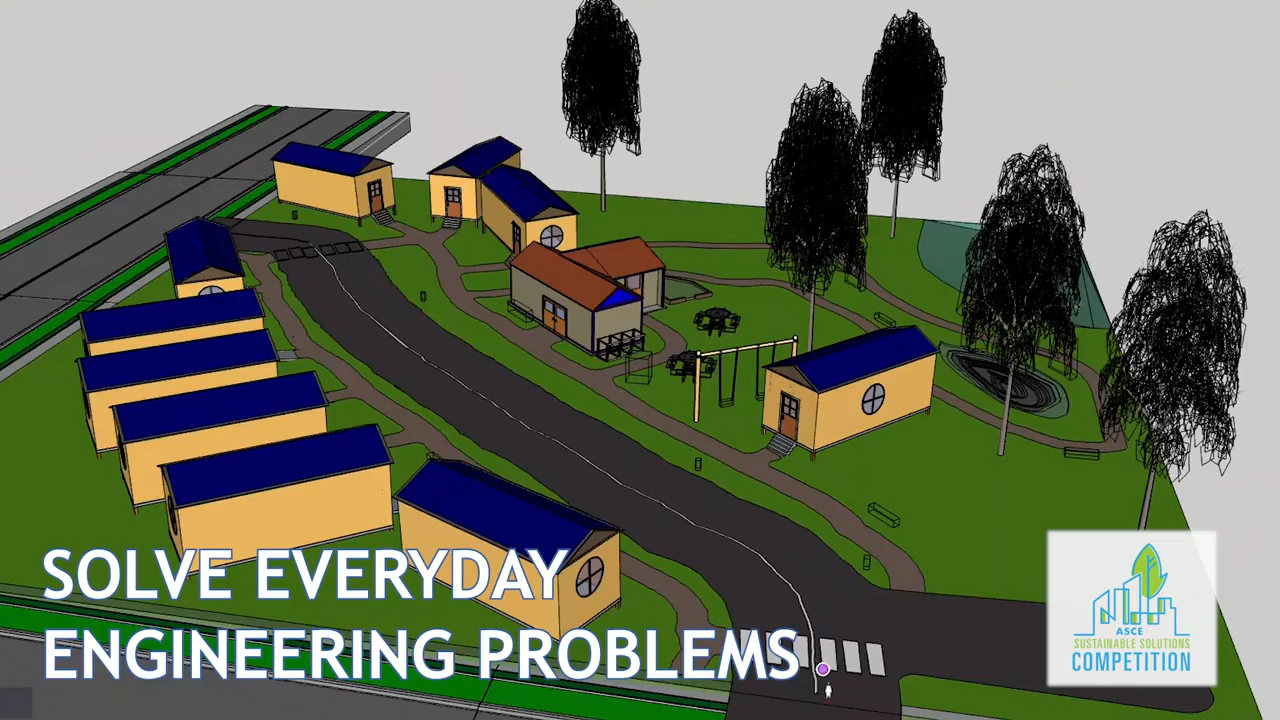 SOLVE EVERYDAY
ENGINEERING PROBLEMS
ASCE
SUSTAINABLE SOLUTIONS
COMPETITION